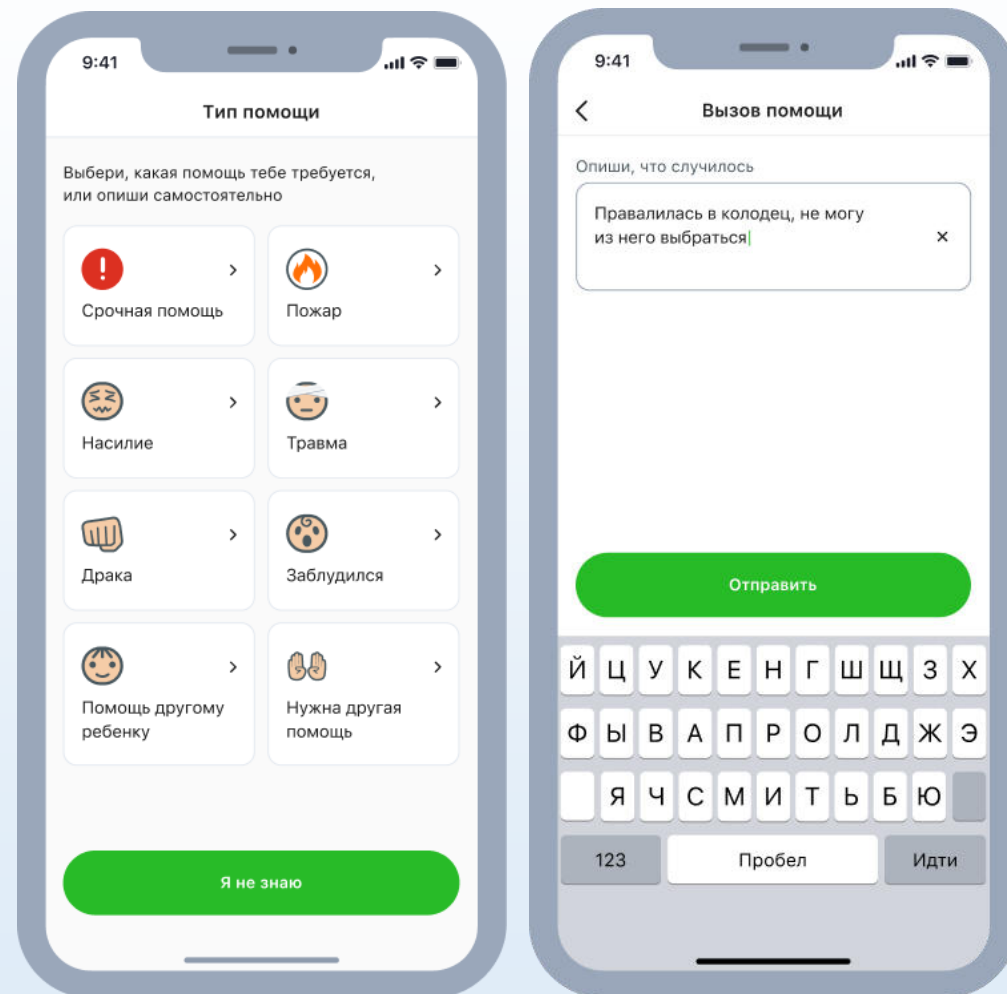 9:41
Тип помощи
Выбери, какая помощь тебе требуется,
или опиши самостоятельно
Срочная помощь
Пожар
Насилие
Травма
Драка
Заблудился
Помощь другому
ребенку
Нужна другая
помощь
Я не знаю
9:41
Вызов помощи
Опиши, что случилось
Правалилась в колодец, не могу
из него выбраться
Отправить
Й Ц У К Е Н Г Ш Щ З Х
Ф Ы В А П Р О Л Д Ж Э
Я Ч С М И Т Ь Б Ю
123 Пробел Идти